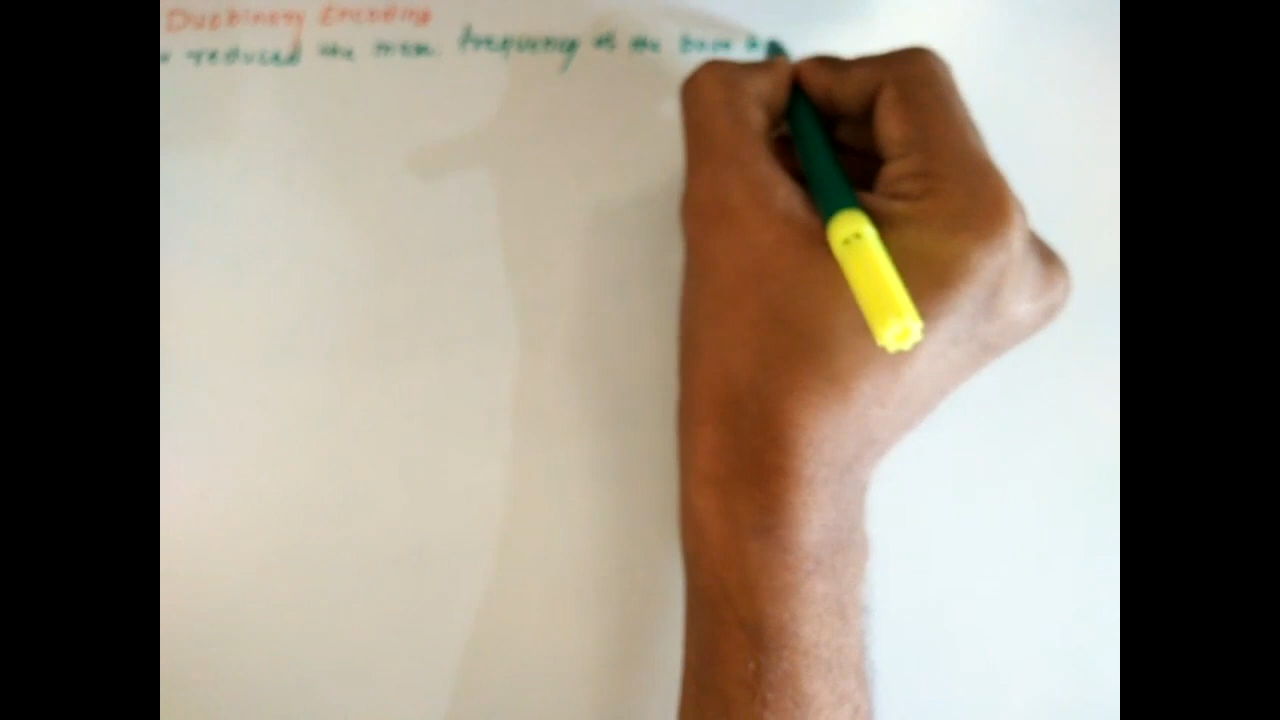 Duobinary Encoding
reduced the max. frequency of the base